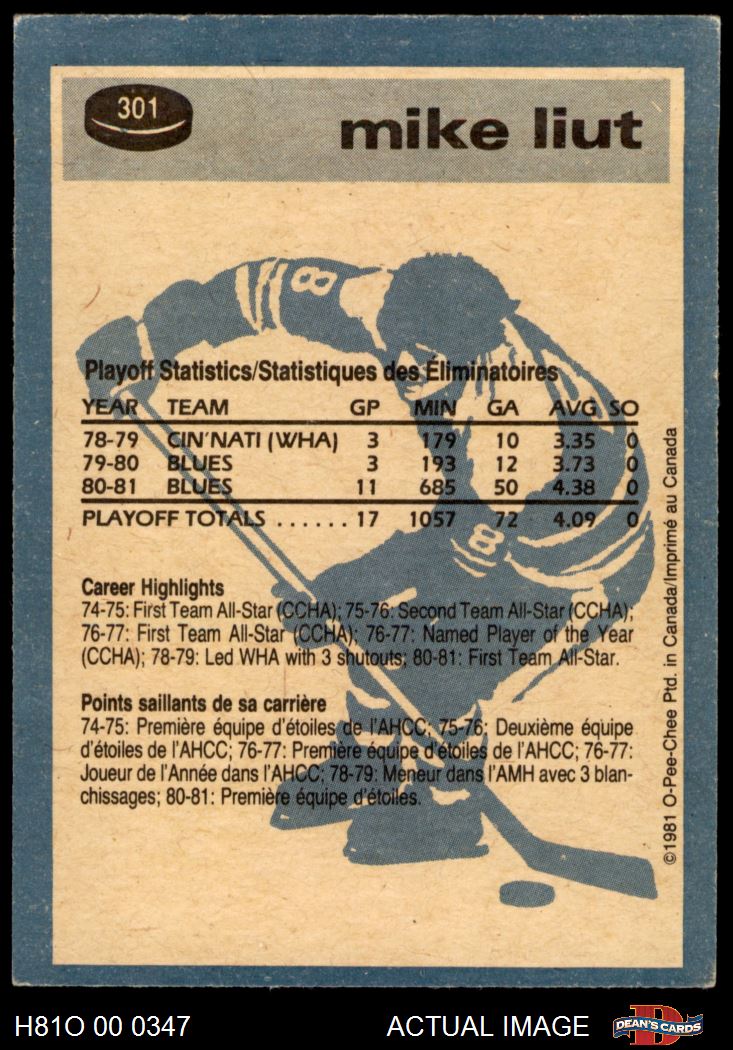 301
mike liut
8
Playoff Statistics/Statistiques des Éliminatoires
YEAR TEAM GP MIN GA AVG SO
78-79 CIN'NATI (WHA) 3 179 10 3.35 0
79-80 BLUES 3 193 12 3.73 0
80-81 BLUES 11 685 50 4.38 0
PLAYOFF TOTALS ...... 17 1057 72 4.09 0
8
Career Highlights
74-75: First Team All-Star (CCHA); 75-76: Second Team All-Star (CCHA);
76-77: First Team All-Star (CCHA); 76-77: Named Player of the Year
(CCHA); 78-79: Led WHA with 3 shutouts; 80-81: First Team All-Star.
Points saillants de sa carrière
74-75: Première équipe d'étoiles de l'AHCC; 75-76: Deuxième équipe
d'étoiles de l'AHCC; 76-77: Première équipe d'étoiles de l'AHCC; 76-77:
Joueur de l'Année dans l'AHCC; 78-79: Meneur dans l'AMH avec 3 blan-
chissages; 80-81: Première équipe d'étoiles.
©1981 O-Pee-Chee Ptd. in Canada/Imprimé au Canada
H81O 00 0347 ACTUAL IMAGE D DEAN'S CARDS